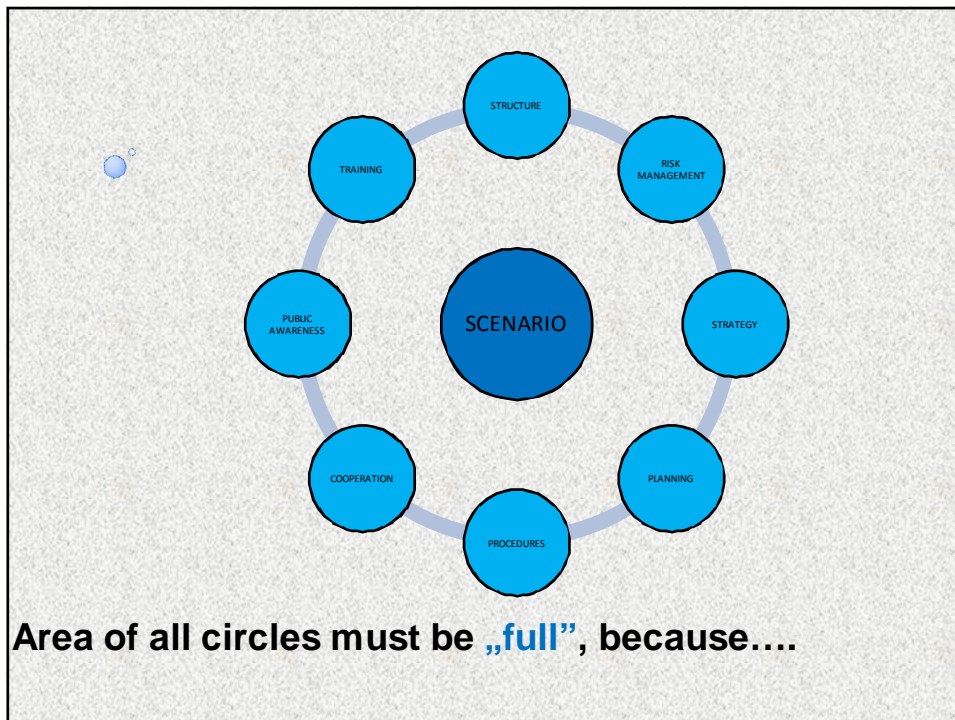 STRUCTURE
RISK
MANAGEMENT
STRATEGY
PLANNING
PROCEDURES
COOPERATION
PUBLIC
AWARENESS
TRAINING
SCENARIO
Area of all circles must be „full”, because....